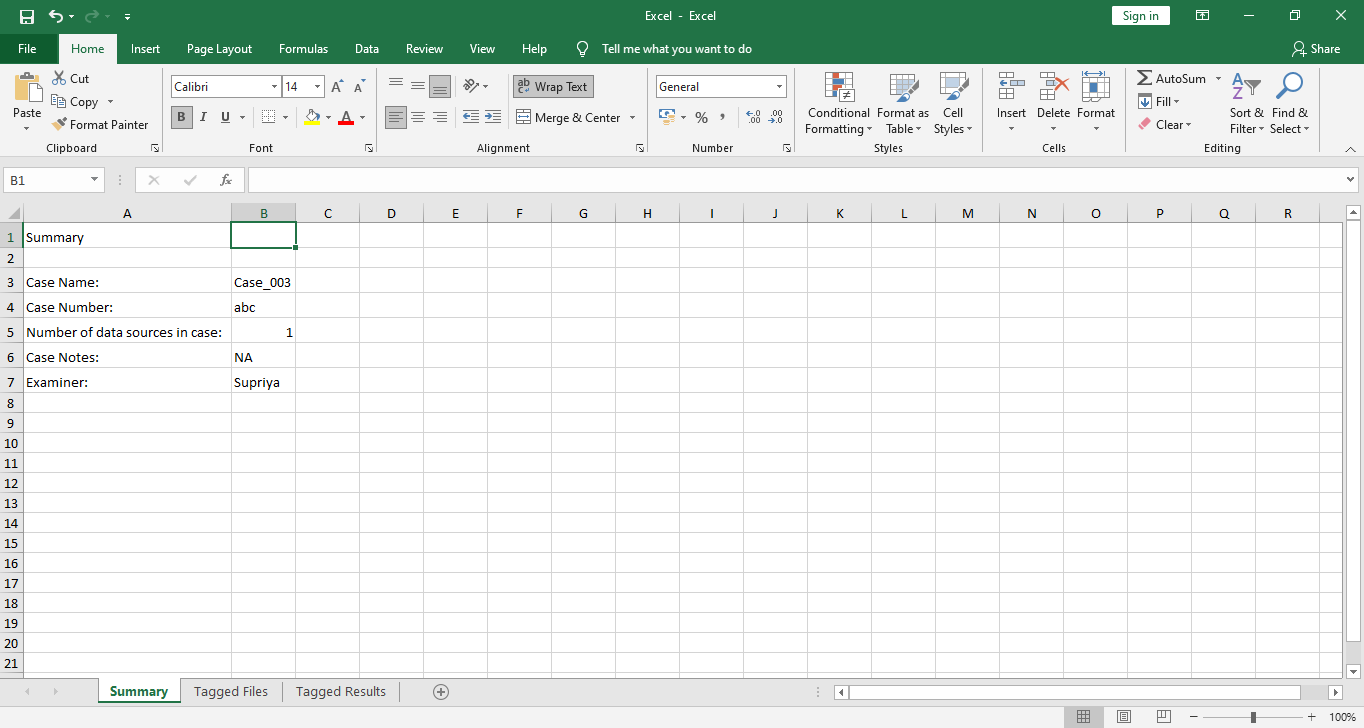 Excel - Excel
Sign in
File Home Insert Page Layout Formulas Data Review View Help Tell me what you want to do Share
Paste
Cut
Copy
Format Painter
Clipboard
Calibri 14
B I U A
Font
ab Wrap Text
Merge & Center
Alignment
General
% , .00 .00
Number
Conditional Formatting
Format as Table
Cell Styles
Styles
Insert
Delete
Format
Cells
AutoSum
Fill
Clear
Sort & Filter
Find & Select
Editing
B1 fx
A B C D E F G H I J K L M N O P Q R
1 Summary
2
3 Case Name: Case_003
4 Case Number: abc
5 Number of data sources in case: 1
6 Case Notes: NA
7 Examiner: Supriya
8
9
10
11
12
13
14
15
16
17
18
19
20
21
Summary Tagged Files Tagged Results
100%